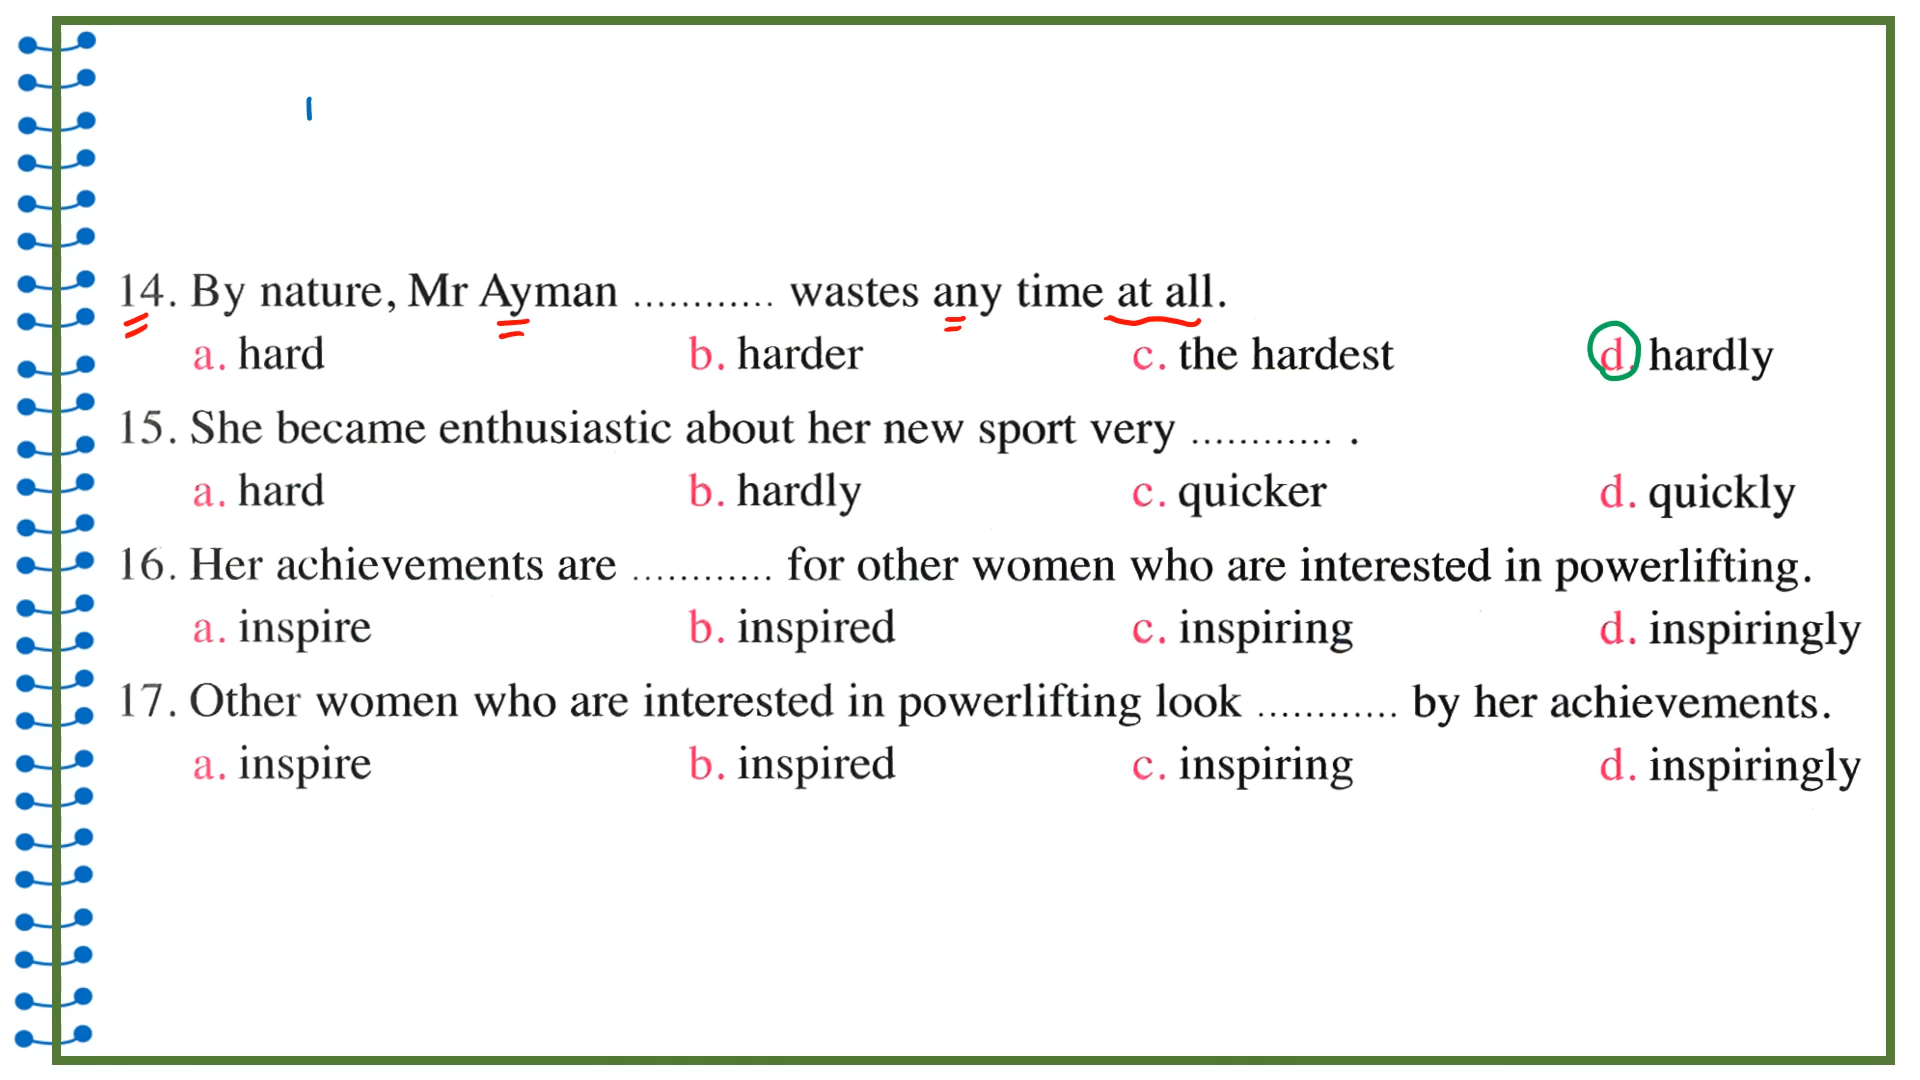 14. By nature, Mr Ayman ............ wastes any time at all.
a. hard b. harder c. the hardest d. hardly
15. She became enthusiastic about her new sport very ............ .
a. hard b. hardly c. quicker d. quickly
16. Her achievements are ............ for other women who are interested in powerlifting.
a. inspire b. inspired c. inspiring d. inspiringly
17. Other women who are interested in powerlifting look ............ by her achievements.
a. inspire b. inspired c. inspiring d. inspiringly